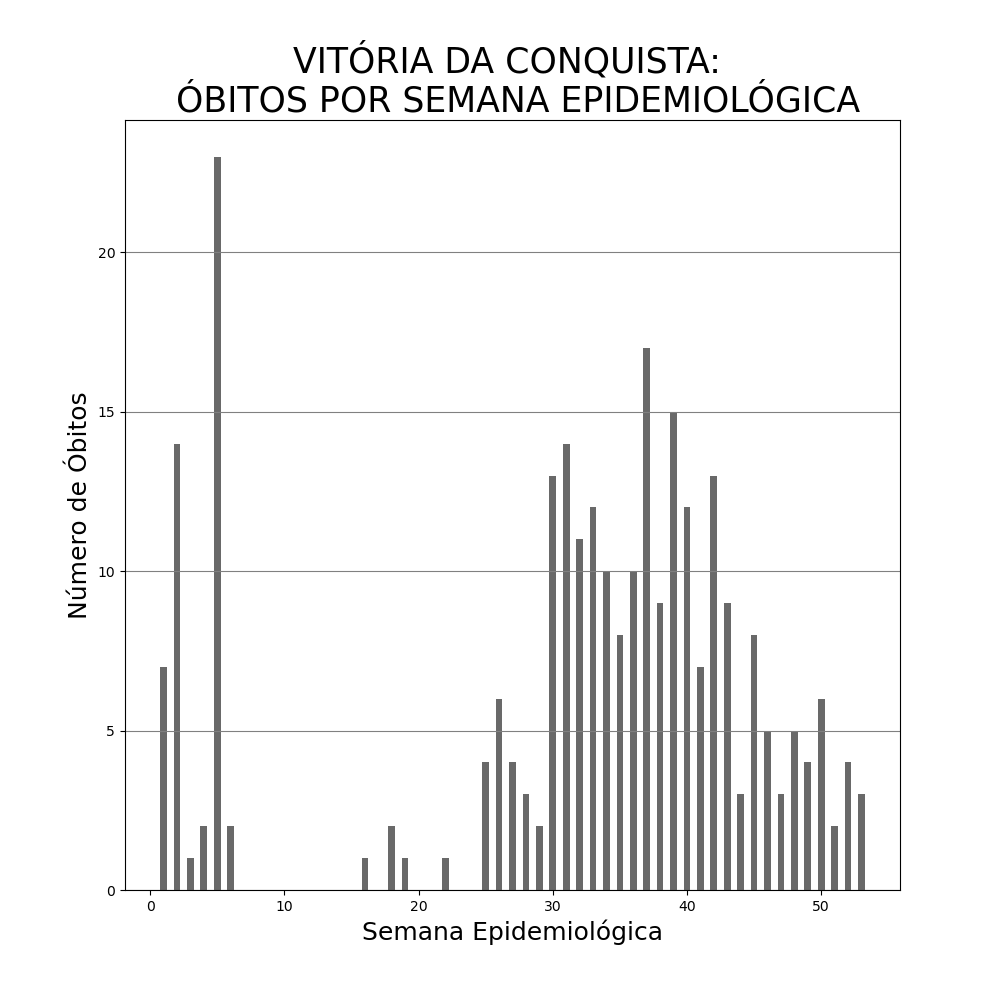 VITÓRIA DA CONQUISTA:
ÓBITOS POR SEMANA EPIDEMIOLÓGICA
Número de Óbitos
20
15
10
5
0
0 10 20 30 40 50
Semana Epidemiológica